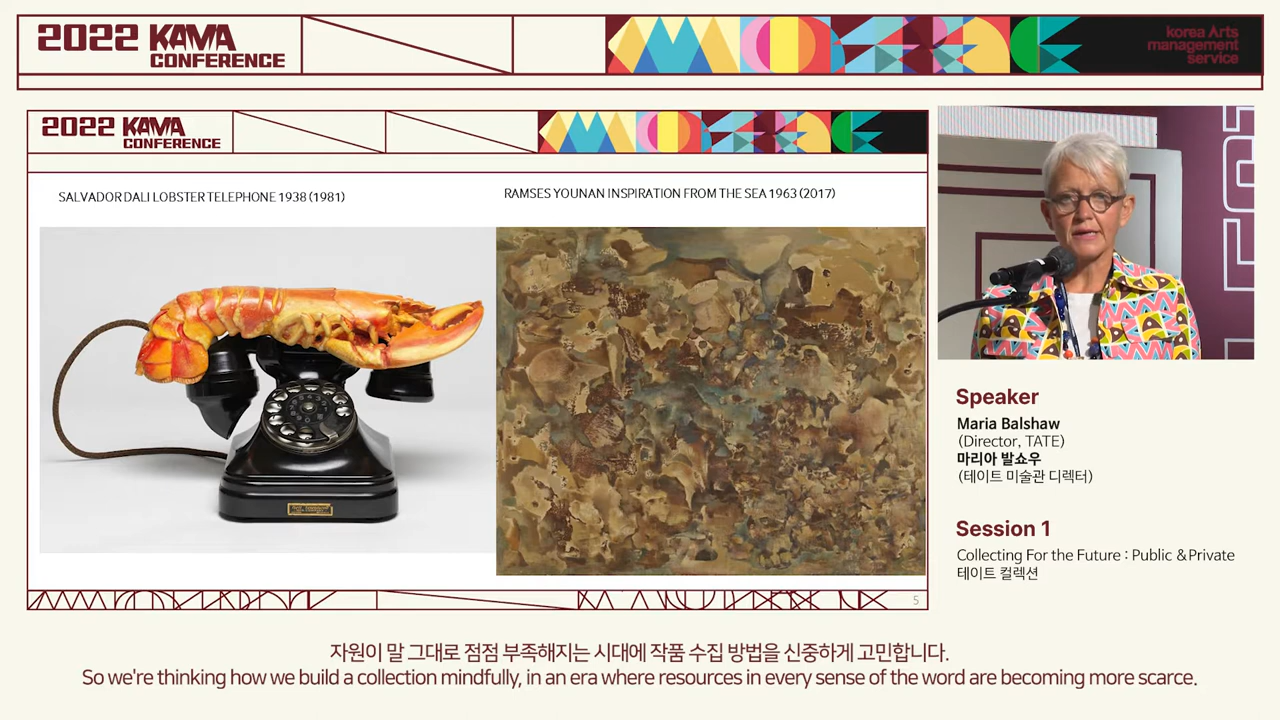 2022 KAMA
CONFERENCE
korea Arts
management
service
2022 KAMA
CONFERENCE
SALVADOR DALI LOBSTER TELEPHONE 1938 (1981)
RAMSES YOUNAN INSPIRATION FROM THE SEA 1963 (2017)
5
Speaker
Maria Balshaw
(Director, TATE)
마리아 발쇼우
(테이트 미술관 디렉터)
Session 1
Collecting For the Future : Public & Private
테이트 컬렉션
자원이 말 그대로 점점 부족해지는 시대에 작품 수집 방법을 신중하게 고민합니다.
So we're thinking how we build a collection mindfully, in an era where resources in every sense of the word are becoming more scarce.